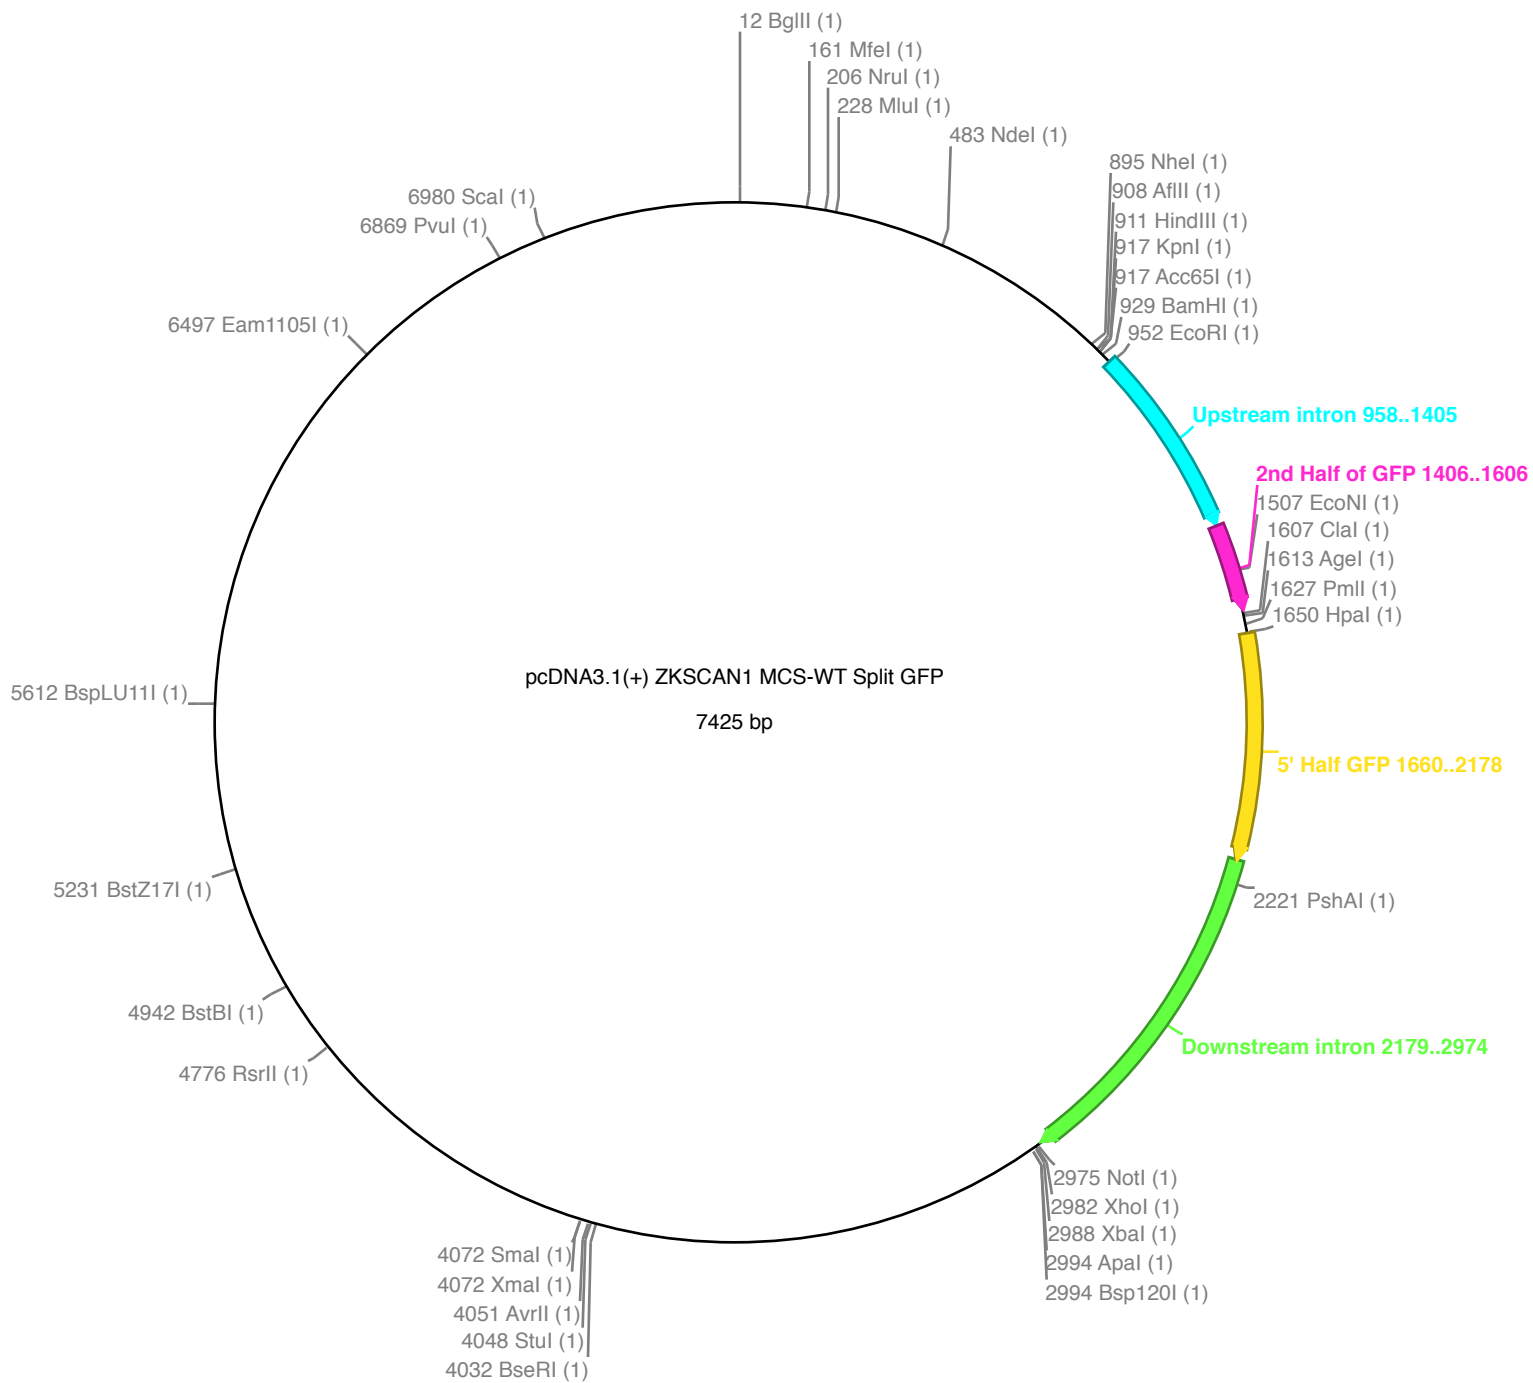 12 BglII (1)
161 MfeI (1)
206 NruI (1)
228 MluI (1)
483 NdeI (1)
895 NheI (1)
908 AflII (1)
911 HindIII (1)
917 KpnI (1)
917 Acc65I (1)
929 BamHI (1)
952 EcoRI (1)
Upstream intron 958..1405
2nd Half of GFP 1406..1606
1507 EcoNI (1)
1607 ClaI (1)
1613 AgeI (1)
1627 PmlI (1)
1650 HpaI (1)
5' Half GFP 1660..2178
2221 PshAI (1)
Downstream intron 2179..2974
2975 NotI (1)
2982 XhoI (1)
2988 XbaI (1)
2994 ApaI (1)
2994 Bsp120I (1)
4032 BseRI (1)
4048 StuI (1)
4051 AvrII (1)
4072 XmaI (1)
4072 SmaI (1)
4776 RsrII (1)
4942 BstBI (1)
5231 BstZ17I (1)
5612 BspLU11I (1)
6497 Eam1105I (1)
6869 PvuI (1)
6980 ScaI (1)
pcDNA3.1(+) ZKSCAN1 MCS-WT Split GFP
7425 bp